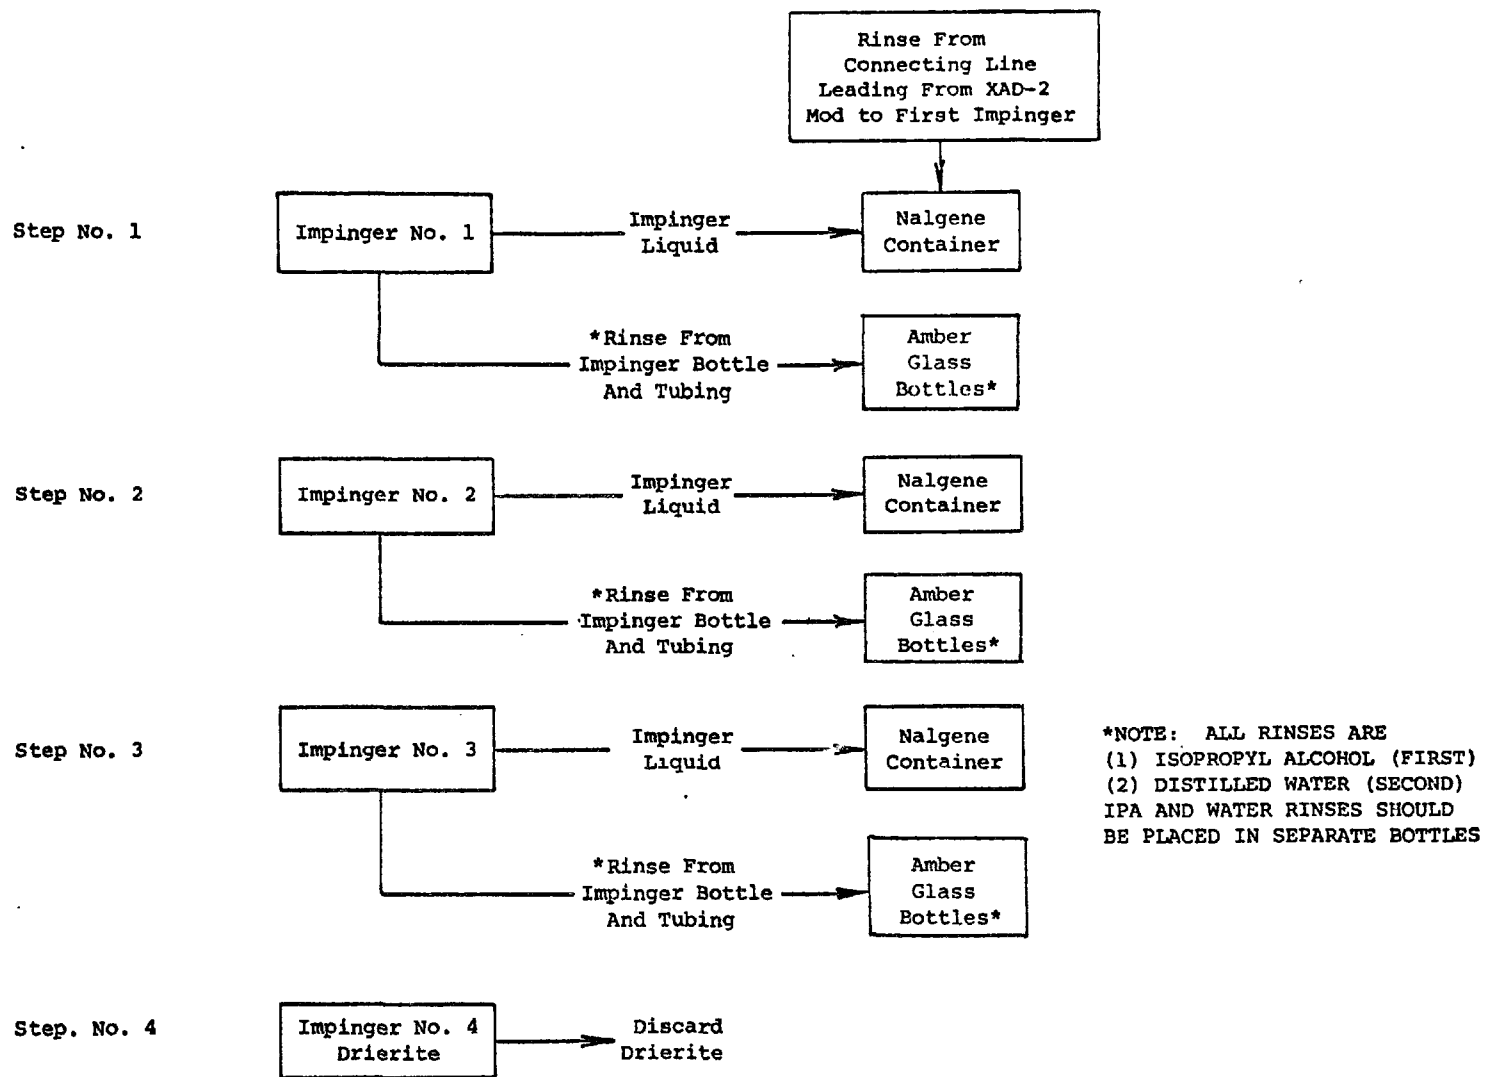 Rinse From
Connecting Line
Leading From XAD-2
Mod to First Impinger
Step No. 1
Impinger No. 1
Impinger
Liquid
Nalgene
Container
*Rinse From
Impinger Bottle
And Tubing
Amber
Glass
Bottles*
Step No. 2
Impinger No. 2
Impinger
Liquid
Nalgene
Container
*Rinse From
Impinger Bottle
And Tubing
Amber
Glass
Bottles*
Step No. 3
Impinger No. 3
Impinger
Liquid
Nalgene
Container
*NOTE: ALL RINSES ARE
(1) ISOPROPYL ALCOHOL (FIRST)
(2) DISTILLED WATER (SECOND)
IPA AND WATER RINSES SHOULD
BE PLACED IN SEPARATE BOTTLES
*Rinse From
Impinger Bottle
And Tubing
Amber
Glass
Bottles*
Step. No. 4
Impinger No. 4
Drierite
Discard
Drierite